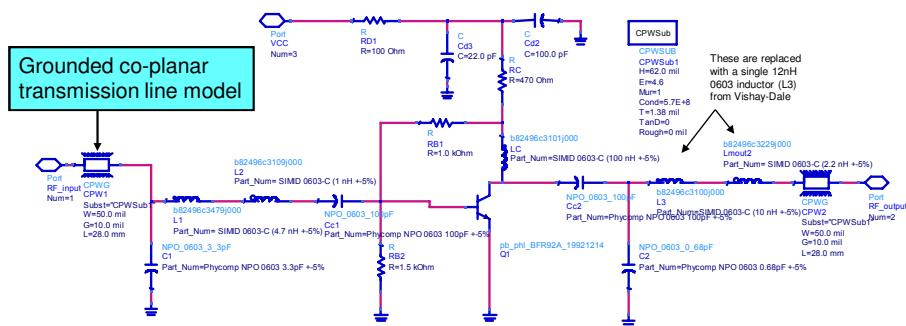 Port
VCC
Num=3
R
RD1
R=100 Ohm
C
Cd3
C=22.0 pF
C
Cd2
C=100.0 pF
R
RC
R=470 Ohm
CPWSub
CPWSUB
CPWSub1
H=62.0 mil
Er=4.6
Mur=1
Cond=5.7E+8
T=1.38 mil
TanD=0
Rough=0 mil
These are replaced
with a single 12nH
0603 inductor (L3)
from Vishay-Dale
Grounded co-planar
transmission line model
R
RB1
R=1.0 kOhm
b82496c3101j000
LC
Part_Num= SIMID 0603-C (100 nH +-5%)
b82496c3229j000
Lmout2
Part_Num= SIMID 0603-C (2.2 nH +-5%)
Port
RF_input
Num=1
CPWG
CPW1
Subst="CPWSub1
W=50.0 mil
G=10.0 mil
L=28.0 mm
b82496c3109j000
L2
Part_Num= SIMID 0603-C (1 nH +-5%)
b82496c3479j000
L1
Part_Num=SIMID 0603-C (4.7 nH +-5%)
NPO_0603_100pF
Cc1
Part_Num=Phycomp NPO 0603 100pF +-5%
pb_phl_BFR92A_19921214
Q1
NPO_0603_100pF
Cc2
Part_Num=Phycomp NPO 0603 100pF +-5%
b82496c3100j000
L3
Part_Num=SIMID 0603-C (10 nH +-5%)
CPWG
CPW2
Subst="CPWSub1
W=50.0 mil
G=10.0 mil
L=28.0 mm
Port
RF_output
Num=2
NPO_0603_3_3pF
C1
Part_Num=Phycomp NPO 0603 3.3pF +-5%
R
RB2
R=1.5 kOhm
NPO_0603_0_68pF
C2
Part_Num=Phycomp NPO 0603 0.68pF +-5%